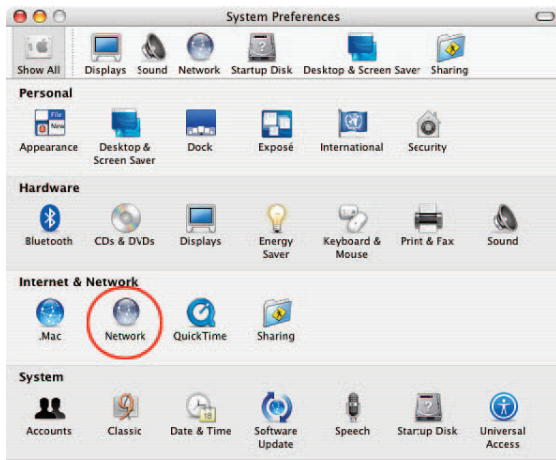 System Preferences
Show All Displays Sound Network Startup Disk Desktop & Screen Saver Sharing
Personal
File
New
Appearance Desktop & Screen Saver Dock Exposé International Security
Hardware
Bluetooth CDs & DVDs Displays Energy Saver Keyboard & Mouse Print & Fax Sound
Internet & Network
.Mac Network QuickTime Sharing
System
18
Accounts Classic Date & Time Software Update Speech Startup Disk Universal Access